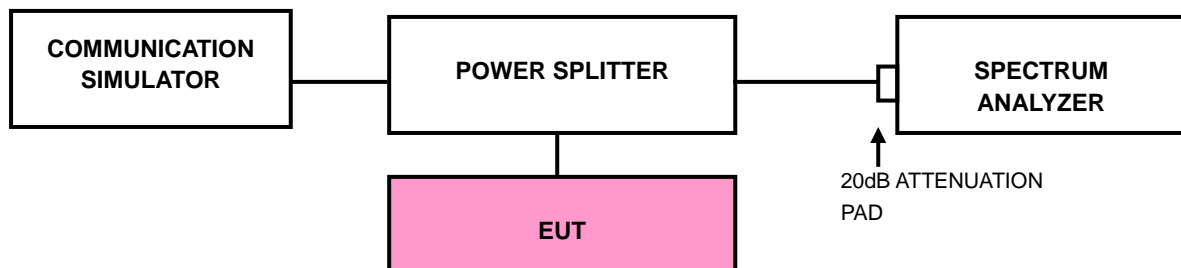 COMMUNICATION
SIMULATOR
POWER SPLITTER
SPECTRUM
ANALYZER
20dB ATTENUATION
PAD
EUT